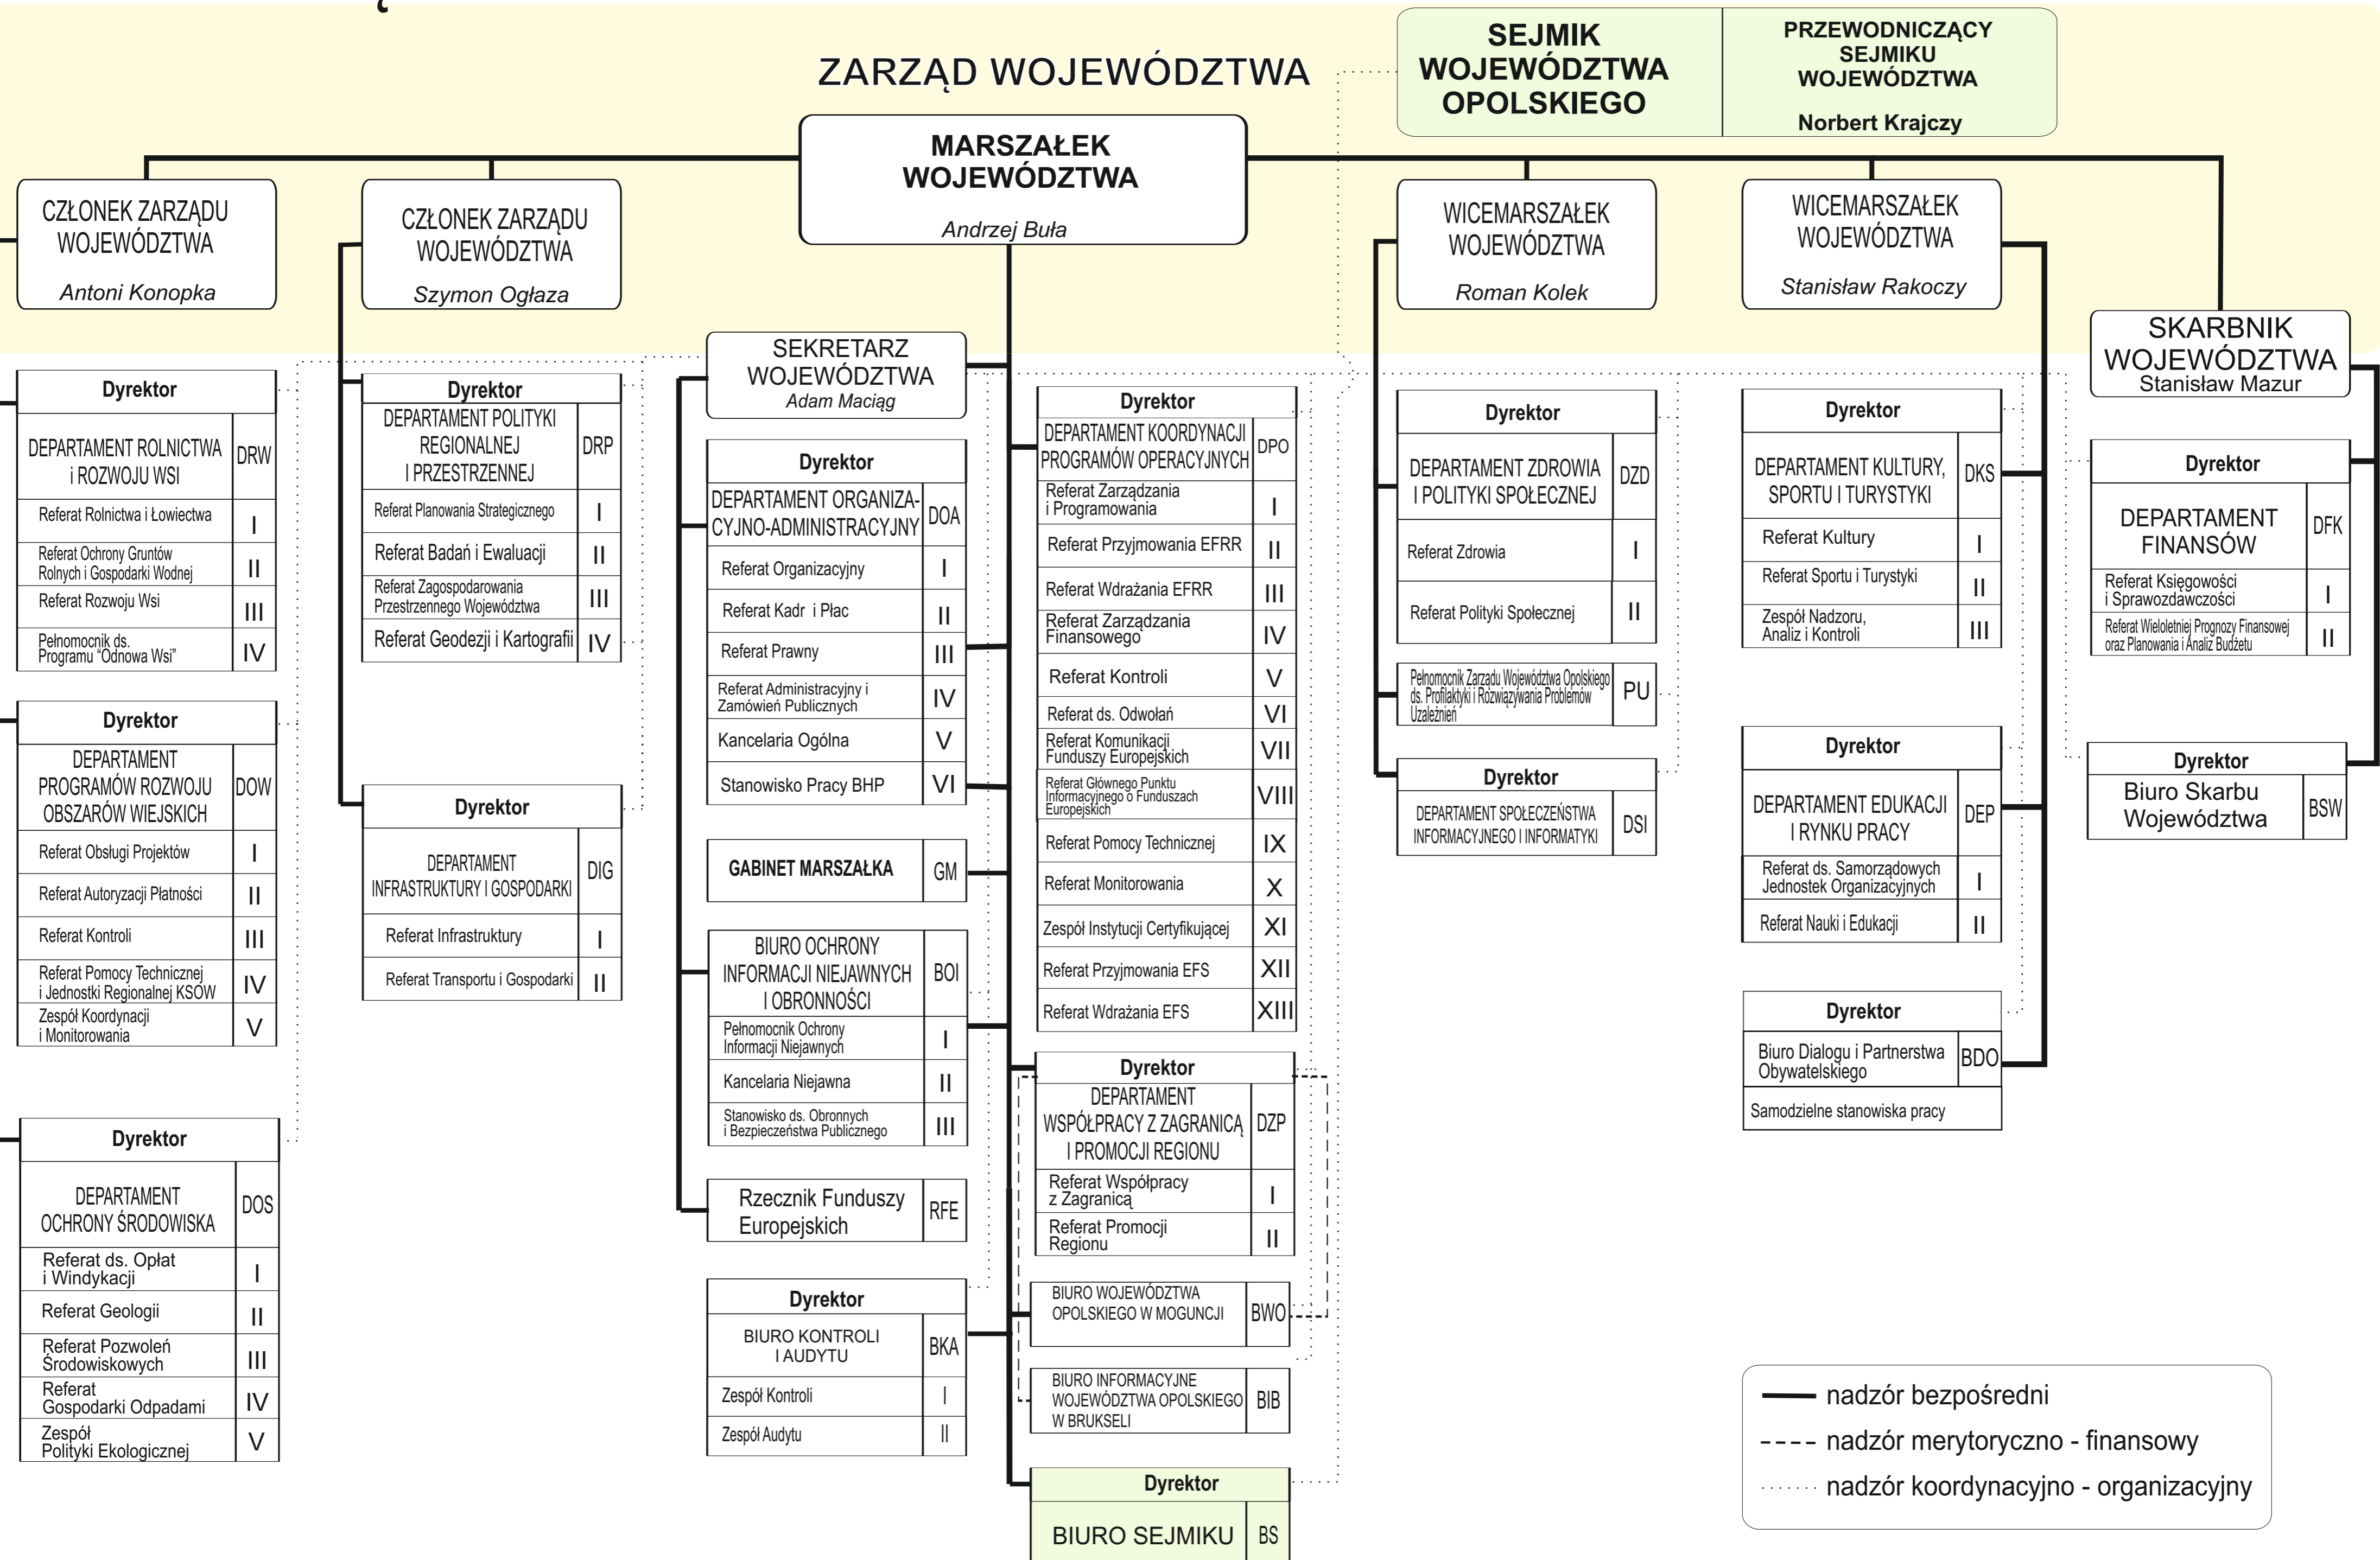 ZARZĄD WOJEWÓDZTWA
SEJMIK
WOJEWÓDZTWA
OPOLSKIEGO
PRZEWODNICZĄCY
SEJMIKU
WOJEWÓDZTWA
Norbert Krajczy
MARSZAŁEK
WOJEWÓDZTWA
Andrzej Buła
CZŁONEK ZARZĄDU
WOJEWÓDZTWA
Antoni Konopka
CZŁONEK ZARZĄDU
WOJEWÓDZTWA
Szymon Ogłaza
WICEMARSZAŁEK
WOJEWÓDZTWA
Roman Kolek
WICEMARSZAŁEK
WOJEWÓDZTWA
Stanisław Rakoczy
SKARBNIK
WOJEWÓDZTWA
Stanisław Mazur
SEKRETARZ
WOJEWÓDZTWA
Adam Maciąg
Dyrektor
DEPARTAMENT ROLNICTWA
i ROZWOJU WSI
DRW
Referat Rolnictwa i Łowiectwa
I
Referat Ochrony Gruntów
Rolnych i Gospodarki Wodnej
II
Referat Rozwoju Wsi
III
Pełnomocnik ds.
Programu “Odnowa Wsi”
IV
Dyrektor
DEPARTAMENT
PROGRAMÓW ROZWOJU
OBSZARÓW WIEJSKICH
DOW
Referat Obsługi Projektów
I
Referat Autoryzacji Płatności
II
Referat Kontroli
III
Referat Pomocy Technicznej
i Jednostki Regionalnej KSOW
IV
Zespół Koordynacji
i Monitorowania
V
Dyrektor
DEPARTAMENT
OCHRONY ŚRODOWISKA
DOS
Referat ds. Opłat
i Windykacji
I
Referat Geologii
II
Referat Pozwoleń
Środowiskowych
III
Referat
Gospodarki Odpadami
IV
Zespół
Polityki Ekologicznej
V
Dyrektor
DEPARTAMENT POLITYKI
REGIONALNEJ
I PRZESTRZENNEJ
DRP
Referat Planowania Strategicznego
I
Referat Badań i Ewaluacji
II
Referat Zagospodarowania
Przestrzennego Województwa
III
Referat Geodezji i Kartografii
IV
Dyrektor
DEPARTAMENT
INFRASTRUKTURY I GOSPODARKI
DIG
Referat Infrastruktury
I
Referat Transportu i Gospodarki
II
Dyrektor
DEPARTAMENT ORGANIZA-
CYJNO-ADMINISTRACYJNY
DOA
Referat Organizacyjny
I
Referat Kadr i Płac
II
Referat Prawny
III
Referat Administracyjny i
Zamówień Publicznych
IV
Kancelaria Ogólna
V
Stanowisko Pracy BHP
VI
GABINET MARSZAŁKA
GM
BIURO OCHRONY
INFORMACJI NIEJAWNYCH
I OBRONNOŚCI
BOI
Pełnomocnik Ochrony
Informacji Niejawnych
I
Kancelaria Niejawna
II
Stanowisko ds. Obronnych
i Bezpieczeństwa Publicznego
III
Rzecznik Funduszy
Europejskich
RFE
Dyrektor
BIURO KONTROLI
I AUDYTU
BKA
Zespół Kontroli
I
Zespół Audytu
II
Dyrektor
DEPARTAMENT KOORDYNACJI
PROGRAMÓW OPERACYJNYCH
DPO
Referat Zarządzania
i Programowania
I
Referat Przyjmowania EFRR
II
Referat Wdrażania EFRR
III
Referat Zarządzania
Finansowego
IV
Referat Kontroli
V
Referat ds. Odwołań
VI
Referat Komunikacji
Funduszy Europejskich
VII
Referat Głównego Punktu
Informacyjnego o Funduszach
Europejskich
VIII
Referat Pomocy Technicznej
IX
Referat Monitorowania
X
Zespół Instytucji Certyfikującej
XI
Referat Przyjmowania EFS
XII
Referat Wdrażania EFS
XIII
Dyrektor
DEPARTAMENT
WSPÓŁPRACY Z ZAGRANICĄ
I PROMOCJI REGIONU
DZP
Referat Współpracy
z Zagranicą
I
Referat Promocji
Regionu
II
BIURO WOJEWÓDZTWA
OPOLSKIEGO W MOGUNCJI
BWO
BIURO INFORMACYJNE
WOJEWÓDZTWA OPOLSKIEGO
W BRUKSELI
BIB
Dyrektor
BIURO SEJMIKU
BS
Dyrektor
DEPARTAMENT ZDROWIA
I POLITYKI SPOŁECZNEJ
DZD
Referat Zdrowia
I
Referat Polityki Społecznej
II
Pełnomocnik Zarządu Województwa Opolskiego
ds. Profilaktyki i Rozwiązywania Problemów
Uzależnień
PU
Dyrektor
DEPARTAMENT SPOŁECZEŃSTWA
INFORMACYJNEGO I INFORMATYKI
DSI
Dyrektor
DEPARTAMENT KULTURY,
SPORTU I TURYSTYKI
DKS
Referat Kultury
I
Referat Sportu i Turystyki
II
Zespół Nadzoru,
Analiz i Kontroli
III
Dyrektor
DEPARTAMENT EDUKACJI
I RYNKU PRACY
DEP
Referat ds. Samorządowych
Jednostek Organizacyjnych
I
Referat Nauki i Edukacji
II
Dyrektor
Biuro Dialogu i Partnerstwa
Obywatelskiego
BDO
Samodzielne stanowiska pracy
Dyrektor
DEPARTAMENT
FINANSÓW
DFK
Referat Księgowości
i Sprawozdawczości
I
Referat Wieloletniej Prognozy Finansowej
oraz Planowania i Analiz Budżetu
II
Dyrektor
Biuro Skarbu
Województwa
BSW
nadzór bezpośredni
nadzór merytoryczno - finansowy
nadzór koordynacyjno - organizacyjny